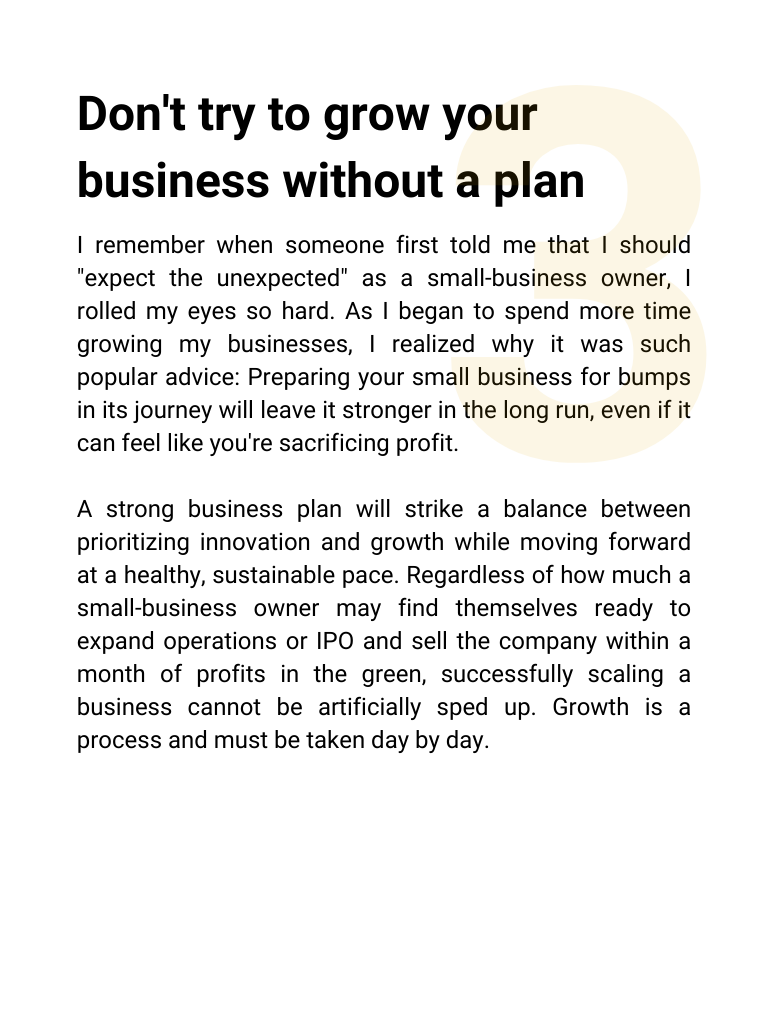 3
Don't try to grow your
business without a plan
I remember when someone first told me that I should
"expect the unexpected" as a small-business owner, I
rolled my eyes so hard. As I began to spend more time
growing my businesses, I realized why it was such
popular advice: Preparing your small business for bumps
in its journey will leave it stronger in the long run, even if it
can feel like you're sacrificing profit.
A strong business plan will strike a balance between
prioritizing innovation and growth while moving forward
at a healthy, sustainable pace. Regardless of how much a
small-business owner may find themselves ready to
expand operations or IPO and sell the company within a
month of profits in the green, successfully scaling a
business cannot be artificially sped up. Growth is a
process and must be taken day by day.